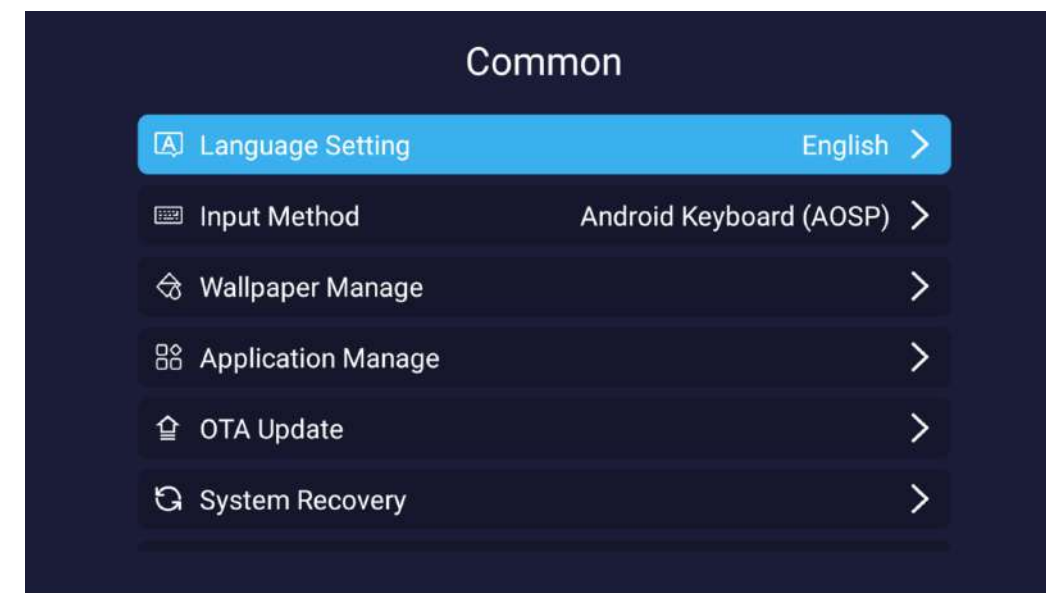 Common
Language Setting English
Input Method Android Keyboard (AOSP)
Wallpaper Manage
Application Manage
OTA Update
System Recovery